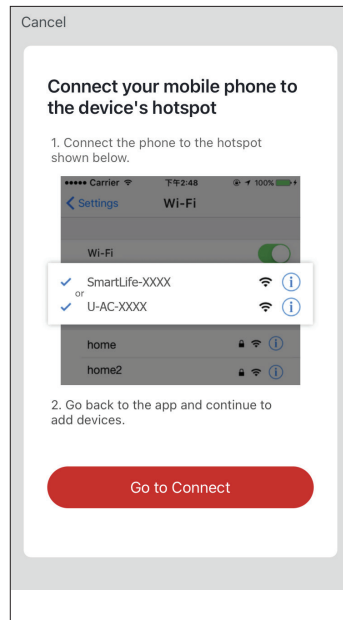 Cancel
Connect your mobile phone to
the device's hotspot
1. Connect the phone to the hotspot
shown below.
Carrier 下午2:48 100%
Settings Wi-Fi
Wi-Fi
SmartLife-XXXX
or
U-AC-XXXX
home
home2
2. Go back to the app and continue to
add devices.
Go to Connect